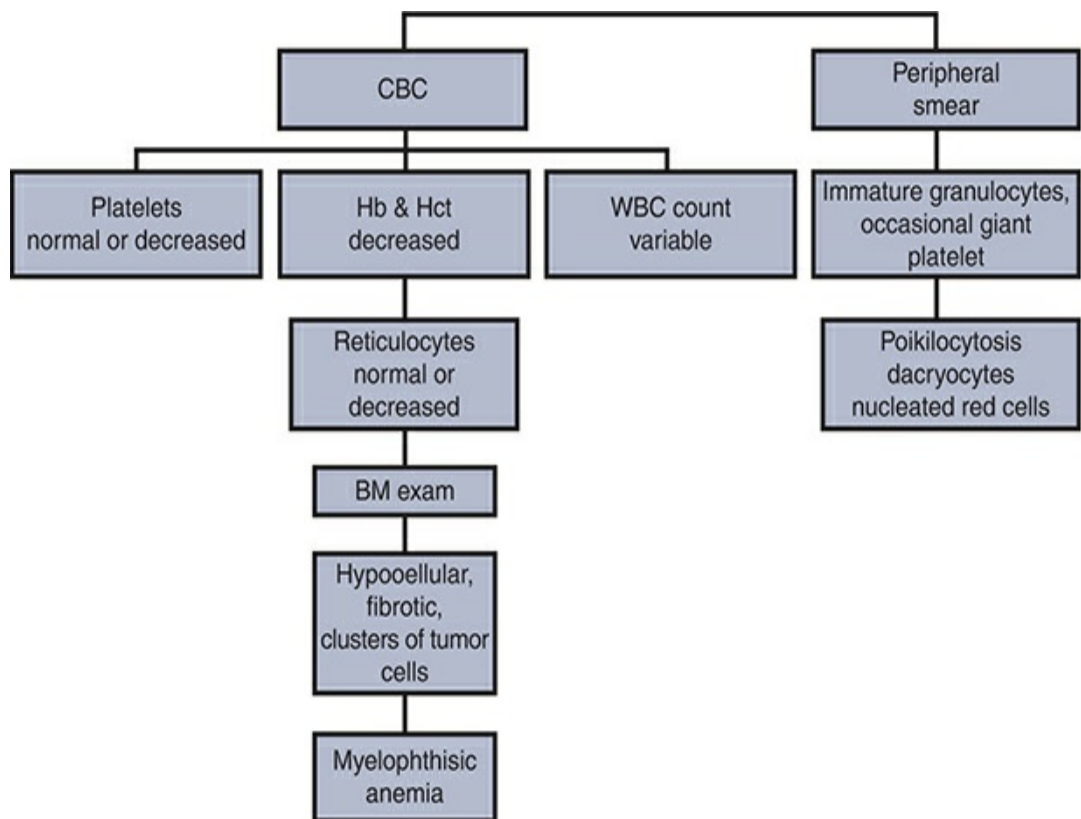 CBC
Peripheral
smear
Platelets
normal or decreased
Hb & Hct
decreased
WBC count
variable
Immature granulocytes,
occasional giant
platelet
Reticulocytes
normal or
decreased
Poikilocytosis
dacryocytes
nucleated red cells
BM exam
Hypooellular,
fibrotic,
clusters of tumor
cells
Myelophthisic
anemia